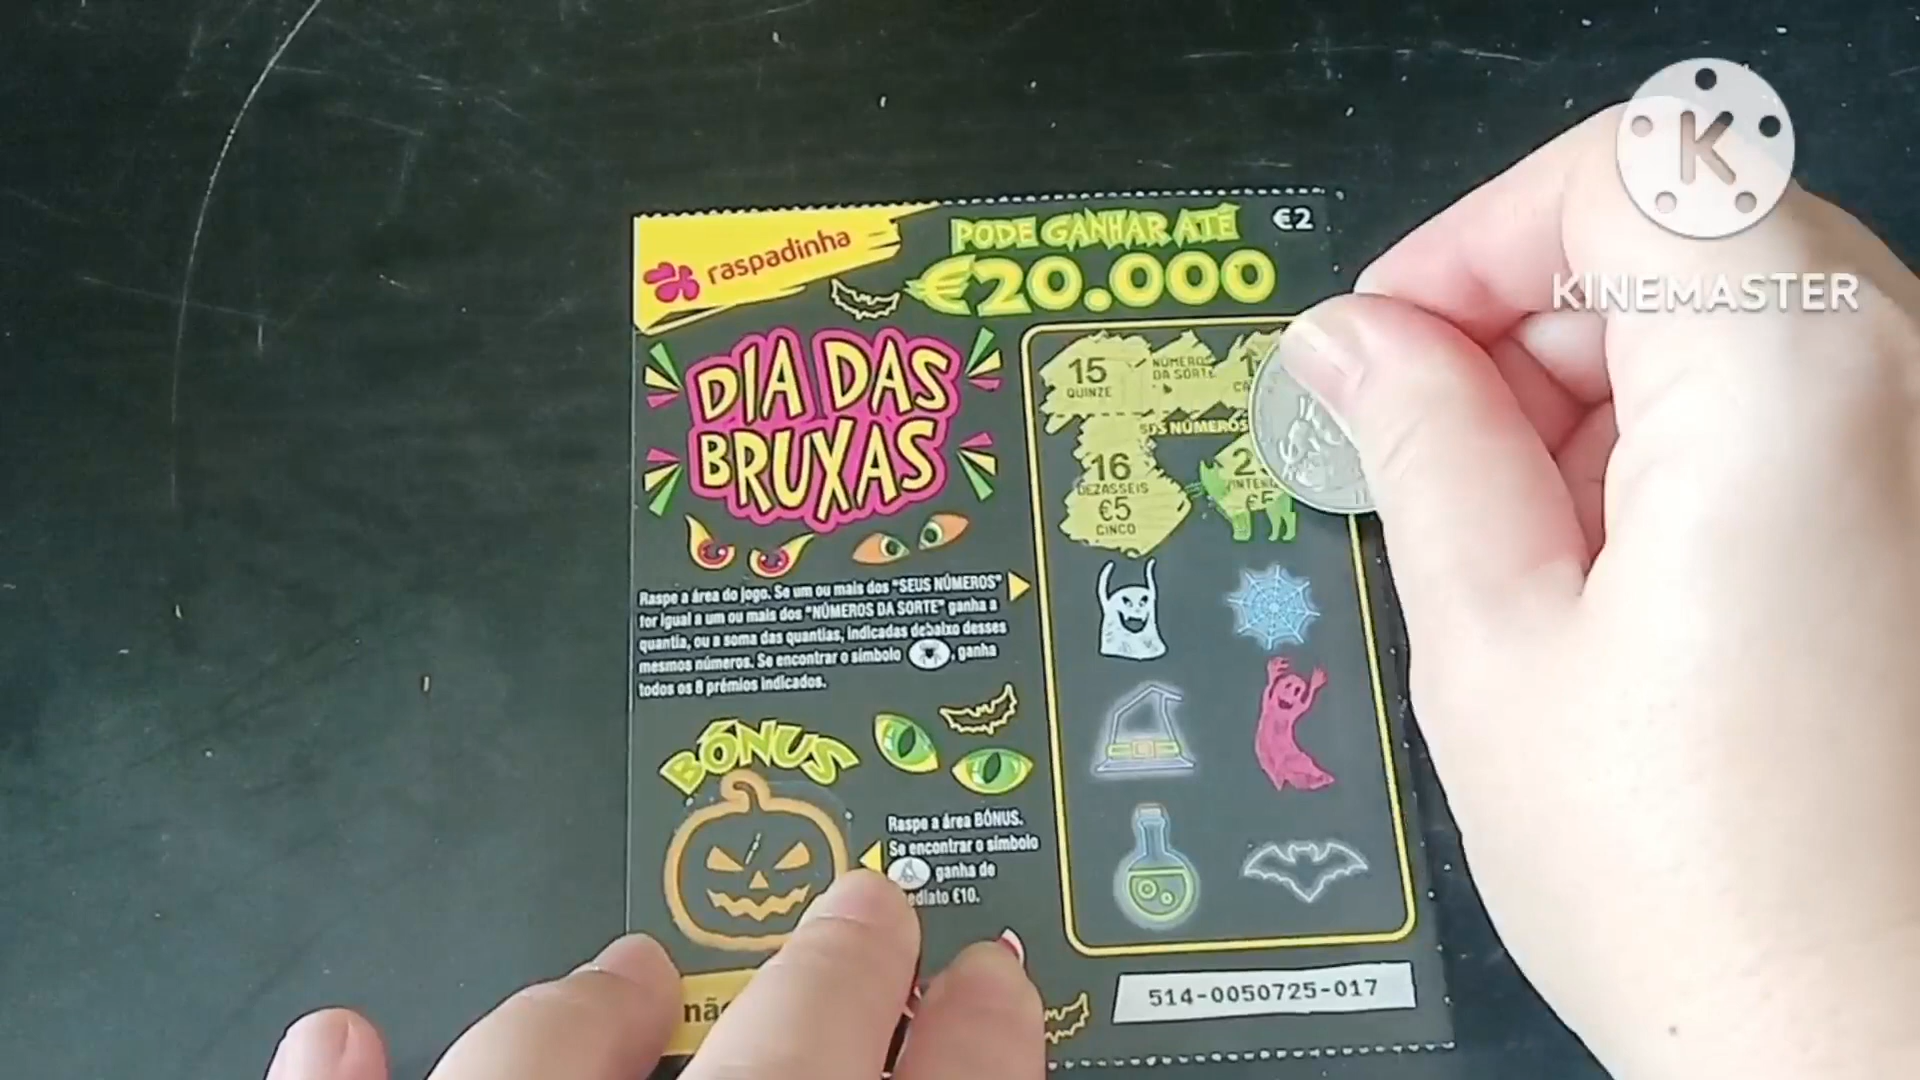 K
KINEMASTER
raspadinha
PODE GANHAR ATÉ
€20.000
€2
DIA DAS
BRUXAS
15
QUINZE
NÚMEROS
DA SORTE
NÚMEROS
16
DEZASSEIS
€5
CINCO
€5
Raspe a área do jogo. Se um ou mais dos "SEUS NÚMEROS"
for igual a um ou mais dos "NÚMEROS DA SORTE" ganha a
quantia, ou a soma das quantias, indicadas debaixo desses
mesmos números. Se encontrar o símbolo , ganha
todos os 8 prémios indicados.
BÓNUS
Raspe a área BÓNUS.
Se encontrar o símbolo
ganha de
€10.
514-0050725-017